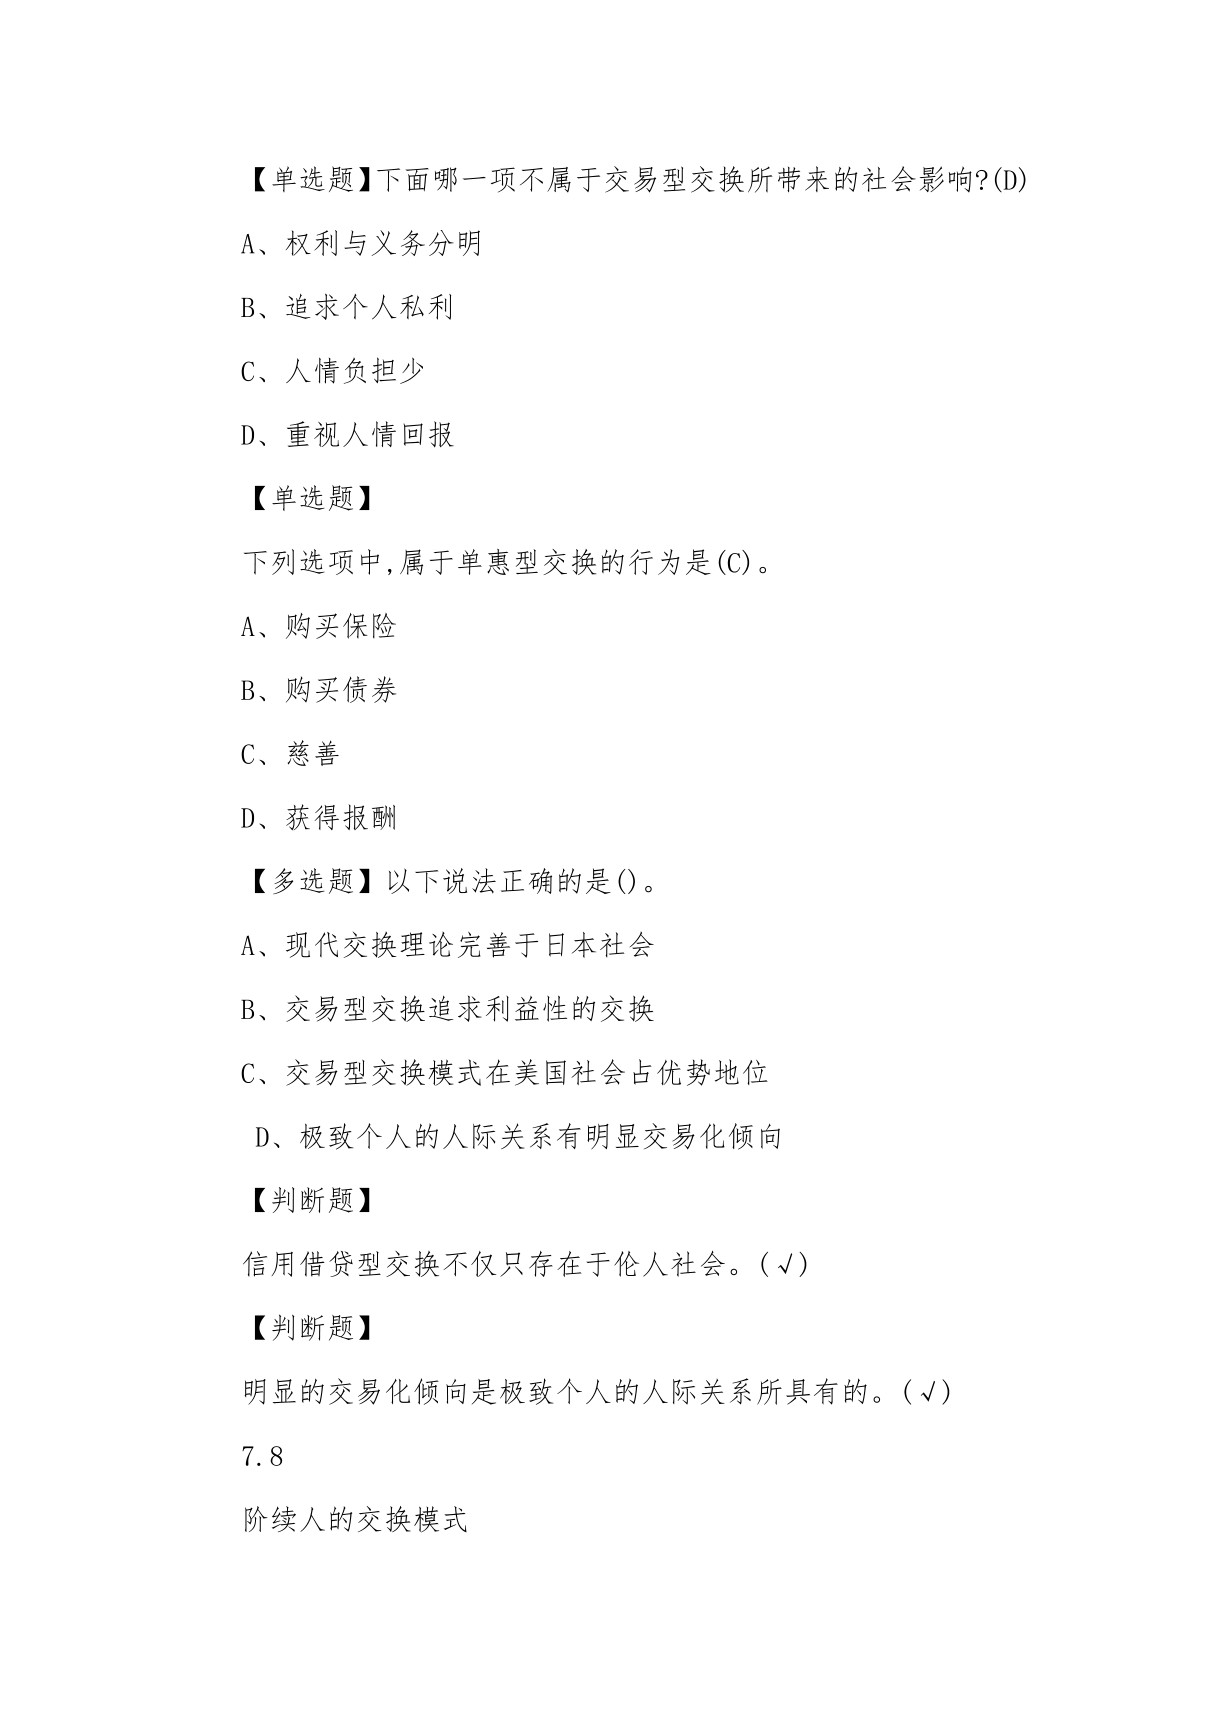 【单选题】下面哪一项不属于交易型交换所带来的社会影响?(D)
A、权利与义务分明
B、追求个人私利
C、人情负担少
D、重视人情回报
【单选题】
下列选项中,属于单惠型交换的行为是(C)。
A、购买保险
B、购买债券
C、慈善
D、获得报酬
【多选题】以下说法正确的是()。
A、现代交换理论完善于日本社会
B、交易型交换追求利益性的交换
C、交易型交换模式在美国社会占优势地位
D、极致个人的人际关系有明显交易化倾向
【判断题】
信用借贷型交换不仅只存在于伦人社会。(√)
【判断题】
明显的交易化倾向是极致个人的人际关系所具有的。(√)
7.8
阶续人的交换模式